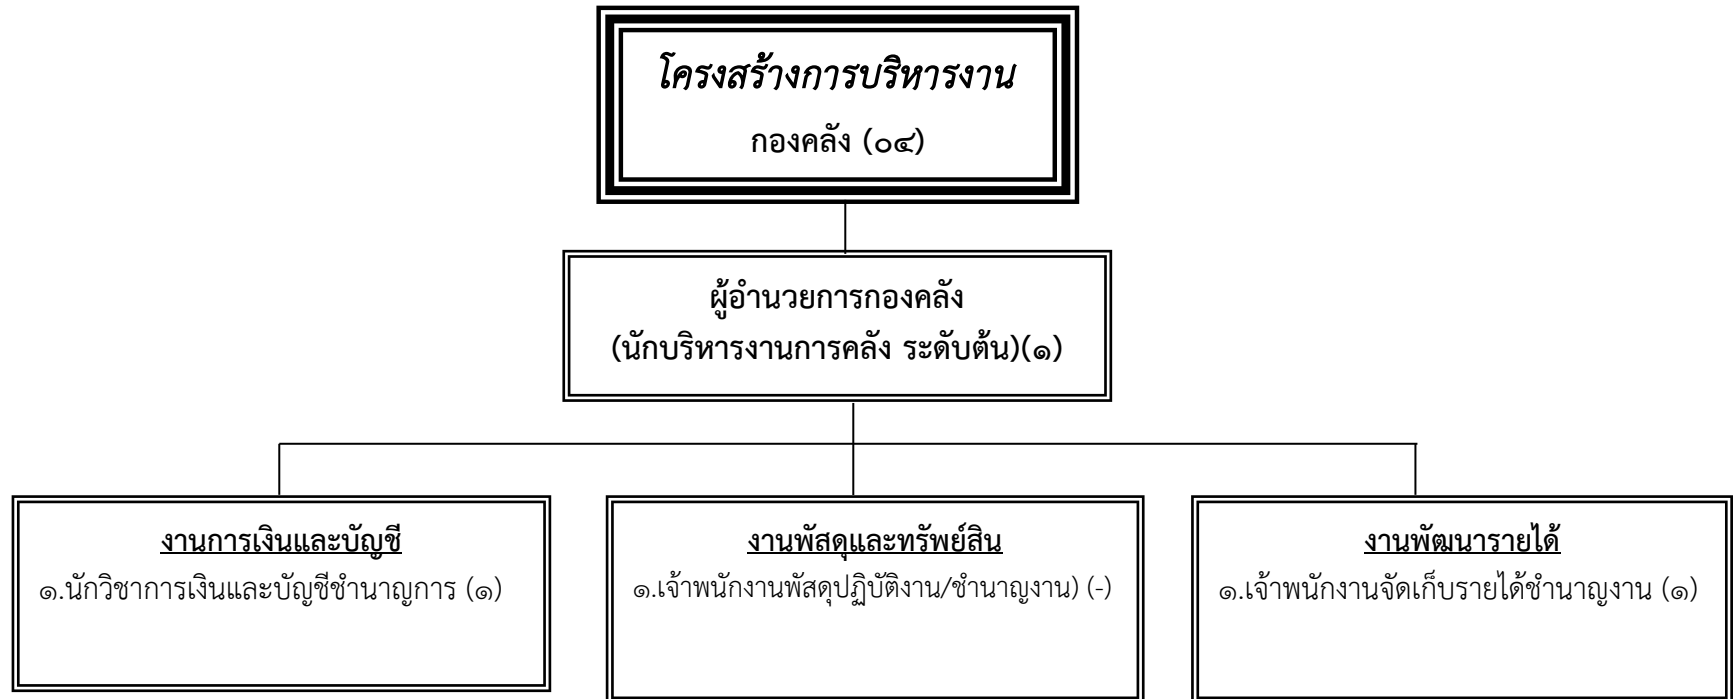 โครงสร้างการบริหารงาน
กองคลัง (๐๔)
ผู้อำนวยการกองคลัง
(นักบริหารงานการคลัง ระดับต้น)(๑)
งานการเงินและบัญชี
๑.นักวิชาการเงินและบัญชีชำนาญการ (๑)
งานพัสดุและทรัพย์สิน
๑.เจ้าพนักงานพัสดุปฏิบัติงาน/ชำนาญงาน) (-)
งานพัฒนารายได้
๑.เจ้าพนักงานจัดเก็บรายได้ชำนาญงาน (๑)